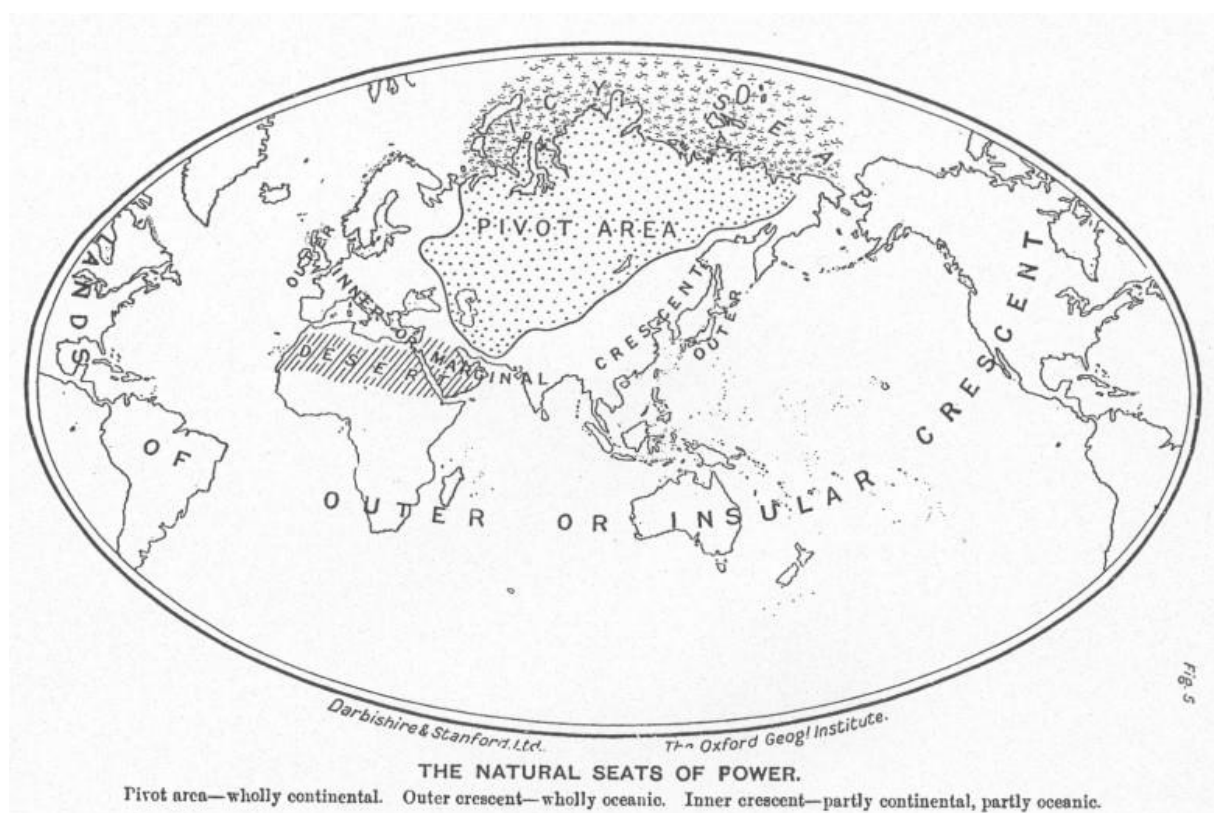 ICY SEA
PIVOT AREA
OUTER
INNER OR MARGINAL CRESCENT
OUTER
DESERT
LANDS OF OUTER OR INSULAR CRESCENT
Fig. 5
Darbishire & Stanford, Ltd.
The Oxford Geogl Institute.
THE NATURAL SEATS OF POWER.
Pivot area—wholly continental. Outer crescent—wholly oceanic. Inner crescent—partly continental, partly oceanic.